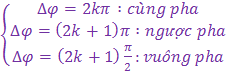 Δφ = 2kπ : cùng pha
Δφ = (2k + 1)π : ngược pha
Δφ = (2k + 1) π/2 : vuông pha